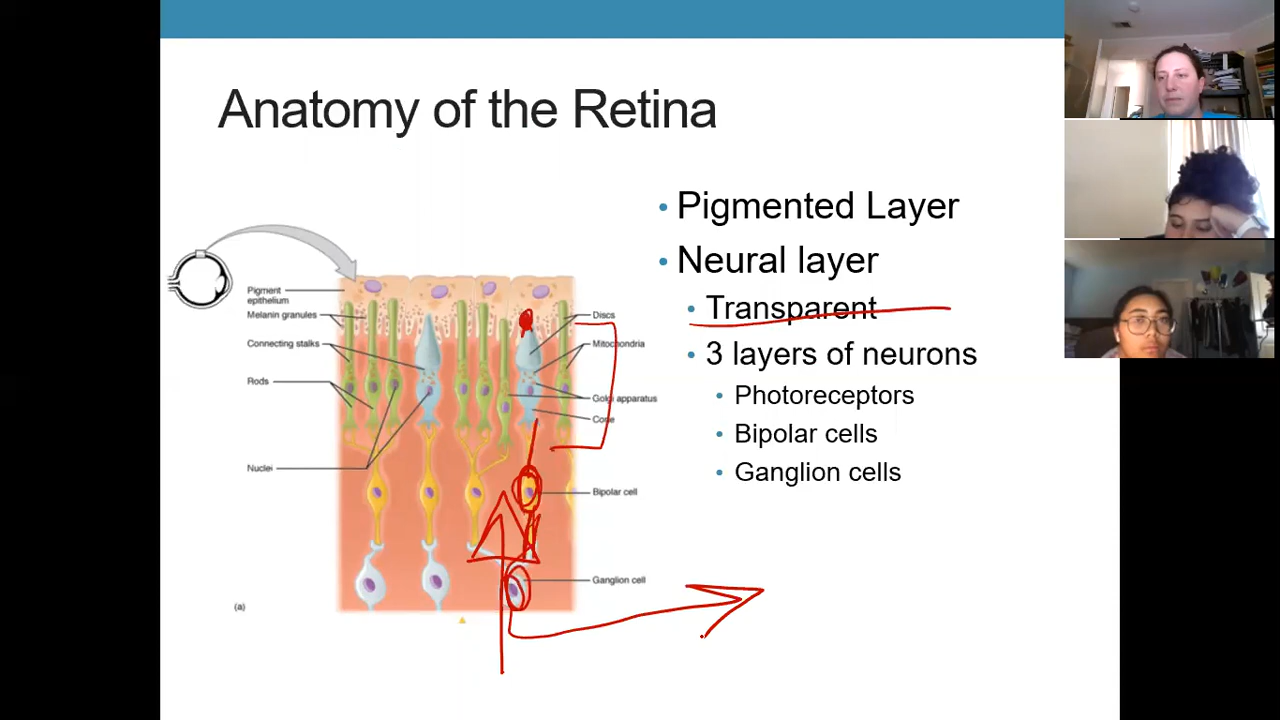 Anatomy of the Retina
• Pigmented Layer
• Neural layer
• Transparent
• 3 layers of neurons
• Photoreceptors
• Bipolar cells
• Ganglion cells
Pigment
epithelium
Melanin granules
Connecting stalks
Rods
Nuclei
(a)
Discs
Mitochondria
Golgi apparatus
Cone
Bipolar cell
Ganglion cell